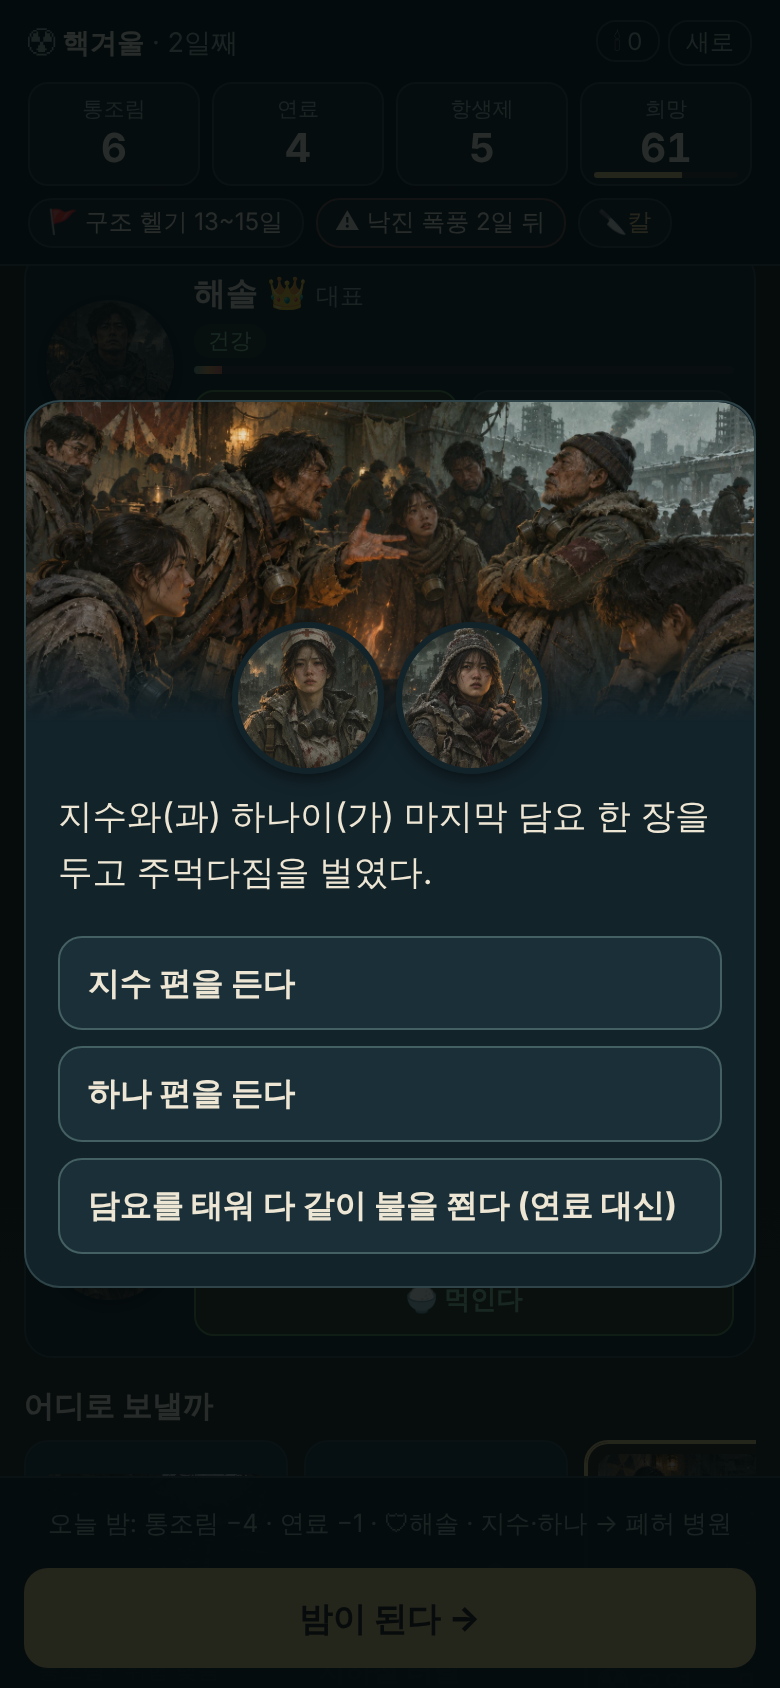 핵겨울 · 2일째
0
새로
통조림
6
연료
4
항생제
5
희망
61
구조 헬기 13~15일
낙진 폭풍 2일 뒤
칼
해솔 대표
건강
지수와(과) 하나이(가) 마지막 담요 한 장을
두고 주먹다짐을 벌였다.
지수 편을 든다
하나 편을 든다
담요를 태워 다 같이 불을 쬔다 (연료 대신)
먹인다
어디로 보낼까
오늘 밤: 통조림 −4 · 연료 −1 · 해솔 · 지수·하나 → 폐허 병원
밤이 된다 →